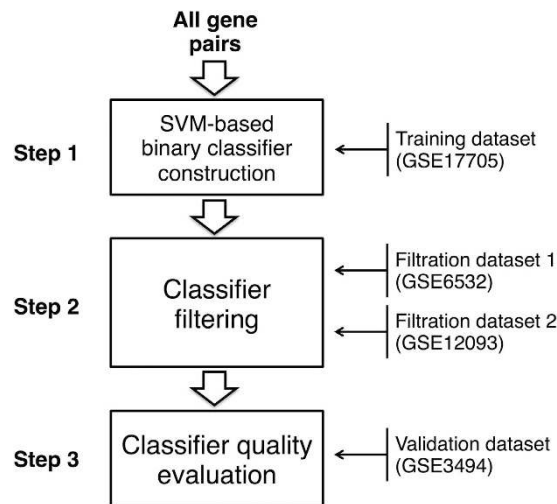 All gene
pairs
Step 1
SVM-based
binary classifier
construction
Training dataset
(GSE17705)
Step 2
Classifier
filtering
Filtration dataset 1
(GSE6532)
Filtration dataset 2
(GSE12093)
Step 3
Classifier quality
evaluation
Validation dataset
(GSE3494)